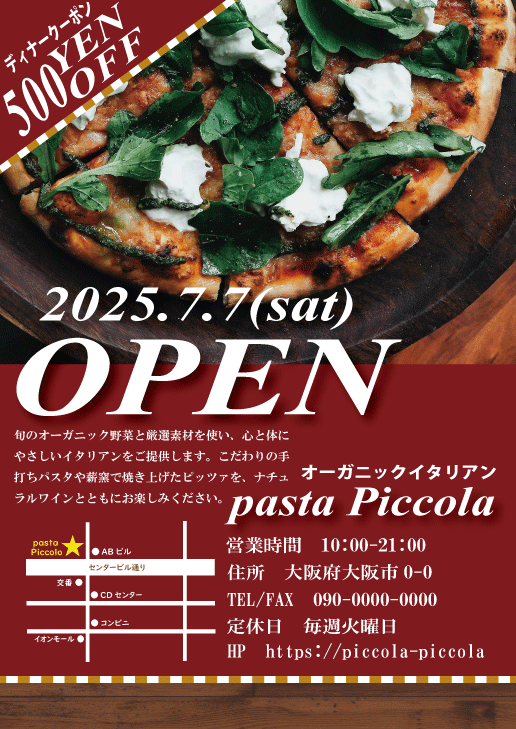 ディナークーポン
500YEN OFF
2025.7.7(sat)
OPEN
旬のオーガニック野菜と厳選素材を使い、心と体に
やさしいイタリアンをご提供します。こだわりの手
打ちパスタや薪窯で焼き上げたピッツァを、ナチュ
ラルワインとともにお楽しみください。
オーガニックイタリアン
pasta Piccola
pasta
Piccolo
ABビル
センタービル通り
交番
CDセンター
コンビニ
イオンモール
営業時間 10:00-21:00
住所 大阪府大阪市0-0
TEL/FAX 090-0000-0000
定休日 毎週火曜日
HP https://piccola-piccola